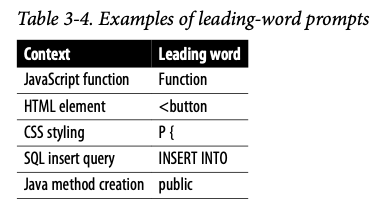 Table 3-4. Examples of leading-word prompts
Context Leading word
JavaScript function Function
HTML element <button
CSS styling P {
SQL insert query INSERT INTO
Java method creation public